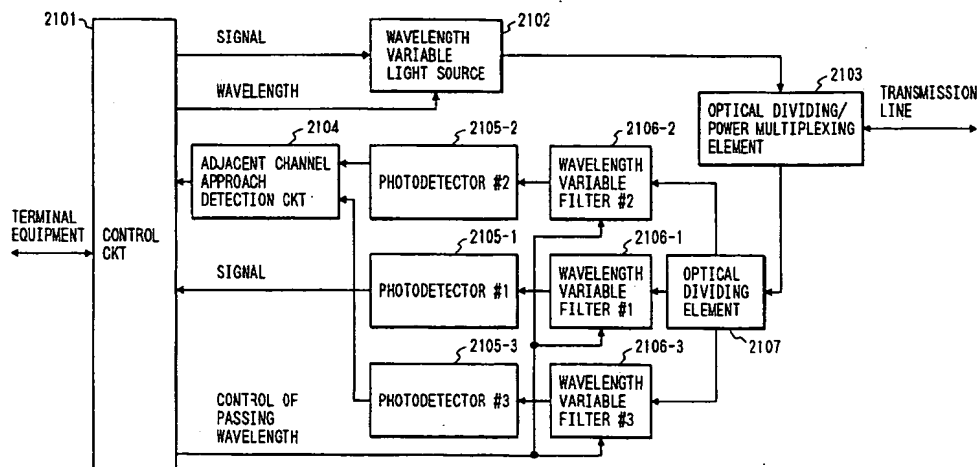 2101
SIGNAL
WAVELENGTH
2102
WAVELENGTH
VARIABLE
LIGHT SOURCE
2103
OPTICAL DIVIDING/
POWER MULTIPLEXING
ELEMENT
TRANSMISSION
LINE
2104
ADJACENT CHANNEL
APPROACH
DETECTION CKT
2105-2
PHOTODETECTOR #2
2106-2
WAVELENGTH
VARIABLE
FILTER #2
TERMINAL
EQUIPMENT
CONTROL
CKT
SIGNAL
2105-1
PHOTODETECTOR #1
2106-1
WAVELENGTH
VARIABLE
FILTER #1
OPTICAL
DIVIDING
ELEMENT
2107
2105-3
PHOTODETECTOR #3
2106-3
WAVELENGTH
VARIABLE
FILTER #3
CONTROL OF
PASSING
WAVELENGTH